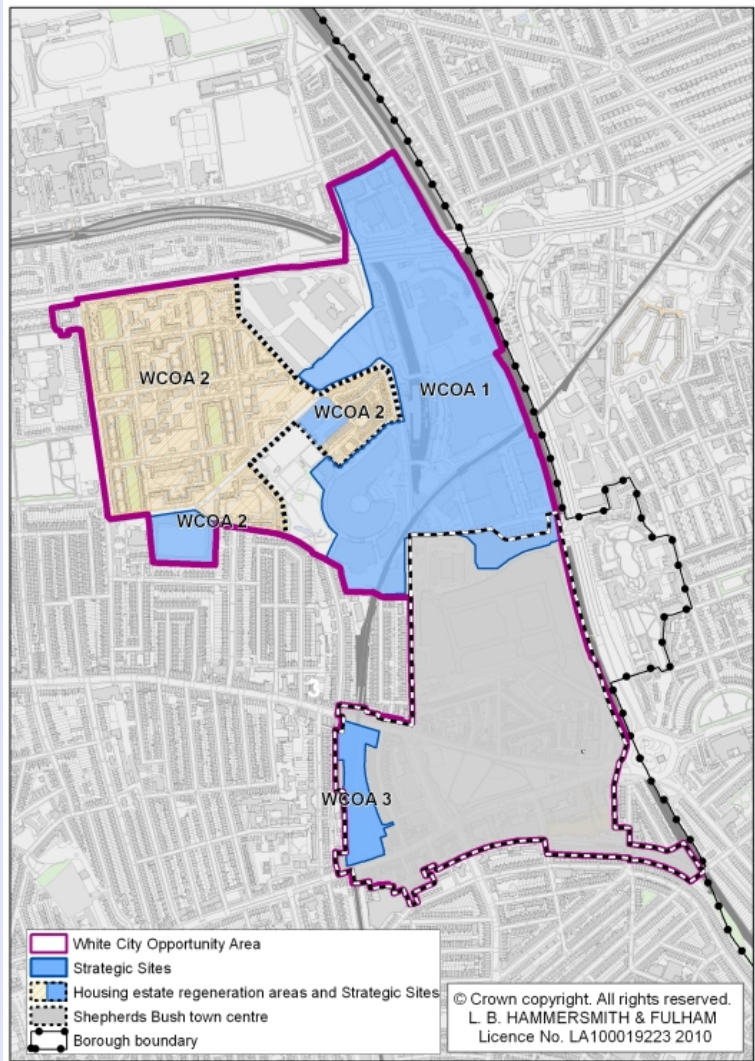 WCOA 2
WCOA 1
WCOA 2
WCOA 2
3
WCOA 3
c
White City Opportunity Area
Strategic Sites
Housing estate regeneration areas and Strategic Sites
Shepherds Bush town centre
Borough boundary
© Crown copyright. All rights reserved.
L. B. HAMMERSMITH & FULHAM
Licence No. LA100019223 2010